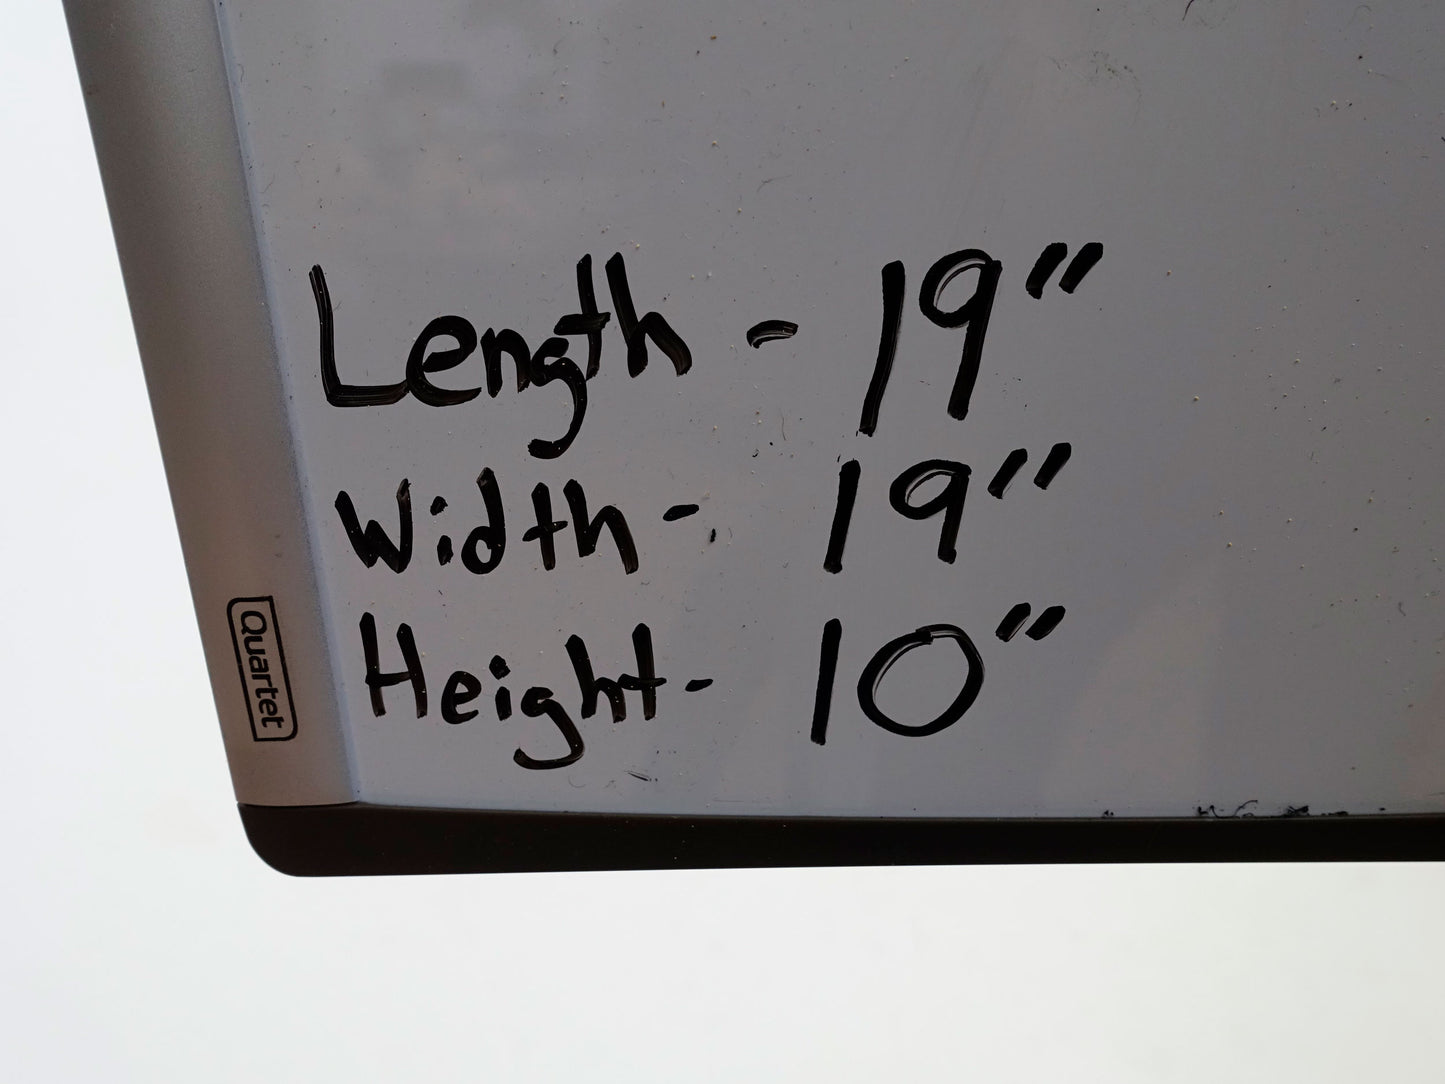 Length - 19"
Width - 19"
Height - 10"
Quartet